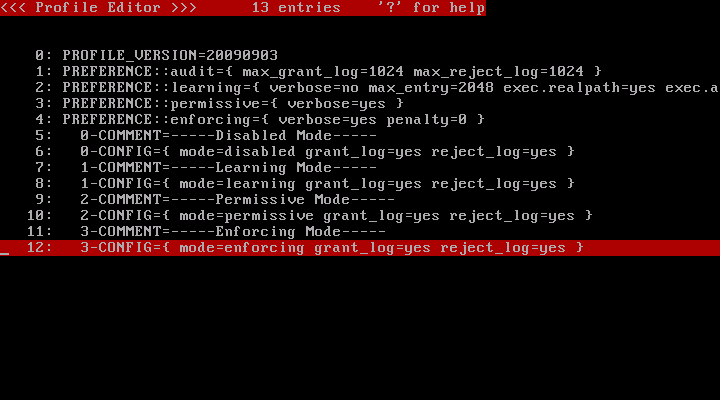 <<< Profile Editor >>>      13 entries    '?' for help
0: PROFILE_VERSION=20090903
1: PREFERENCE::audit={ max_grant_log=1024 max_reject_log=1024 }
2: PREFERENCE::learning={ verbose=no max_entry=2048 exec.realpath=yes exec.a
3: PREFERENCE::permissive={ verbose=yes }
4: PREFERENCE::enforcing={ verbose=yes penalty=0 }
5:   0-COMMENT=-----Disabled Mode-----
6:   0-CONFIG={ mode=disabled grant_log=yes reject_log=yes }
7:   1-COMMENT=-----Learning Mode-----
8:   1-CONFIG={ mode=learning grant_log=yes reject_log=yes }
9:   2-COMMENT=-----Permissive Mode-----
10:   2-CONFIG={ mode=permissive grant_log=yes reject_log=yes }
11:   3-COMMENT=-----Enforcing Mode-----
12:   3-CONFIG={ mode=enforcing grant_log=yes reject_log=yes }